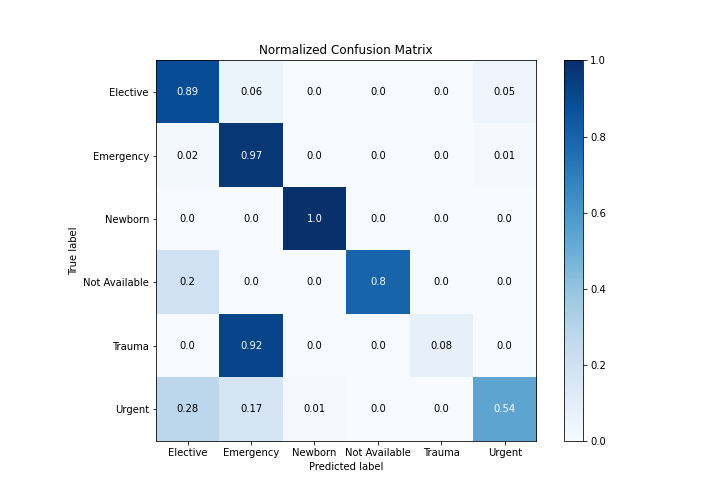 Normalized Confusion Matrix
1.0
Elective 0.89 0.06 0.0 0.0 0.0 0.05
0.8
Emergency 0.02 0.97 0.0 0.0 0.0 0.01
Newborn 0.0 0.0 1.0 0.0 0.0 0.0
0.6
True label
Not Available 0.2 0.0 0.0 0.8 0.0 0.0
0.4
Trauma 0.0 0.92 0.0 0.0 0.08 0.0
0.2
Urgent 0.28 0.17 0.01 0.0 0.0 0.54
0.0
Elective Emergency Newborn Not Available Trauma Urgent
Predicted label